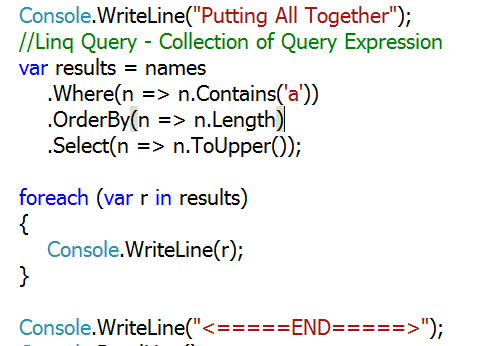 Console.WriteLine("Putting All Together");
//Linq Query - Collection of Query Expression
var results = names
.Where(n => n.Contains('a'))
.OrderBy(n => n.Length)
.Select(n => n.ToUpper());
foreach (var r in results)
{
Console.WriteLine(r);
}
Console.WriteLine("<=====END=====>");